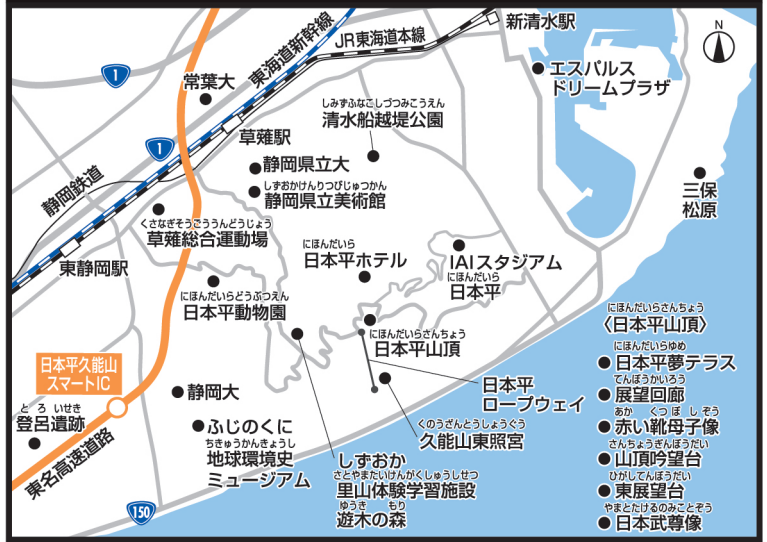 東海道新幹線
JR東海道本線
新清水駅
N
1
常葉大
エスパルス
ドリームプラザ
しみずふなこしづつみこうえん
清水船越堤公園
草薙駅
1
静岡県立大
しずおかけんりつびじゅつかん
静岡県立美術館
静岡鉄道
三保
松原
くさなぎそうごううんどうじょう
草薙総合運動場
東静岡駅
にほんだいら
日本平ホテル
IAIスタジアム
にほんだいら
日本平
にほんだいらどうぶつえん
日本平動物園
にほんだいらさんちょう
日本平山頂
日本平久能山
スマートIC
日本平
ロープウェイ
静岡大
と ろ いせき
登呂遺跡
東名高速道路
ふじのくに
ちきゅうかんきょうし
地球環境史
ミュージアム
くのうざんとうしょうぐう
久能山東照宮
しずおか
さとやまたいけんがくしゅうしせつ
里山体験学習施設
ゆうき もり
遊木の森
150
にほんだいらさんちょう
〈日本平山頂〉
にほんだいらゆめ
日本平夢テラス
てんぼうかいろう
展望回廊
あか くつ ぼ し ぞう
赤い靴母子像
さんちょうぎんぼうだい
山頂吟望台
ひがしてんぼうだい
東展望台
やまとたけるのみことぞう
日本武尊像